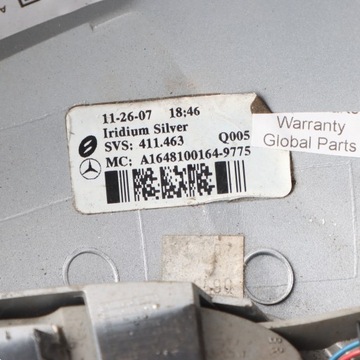 11-26-07 18:46
Iridium Silver
SVS: 411.463 Q005
MC: A1648100164-9775
Warranty
Global Parts